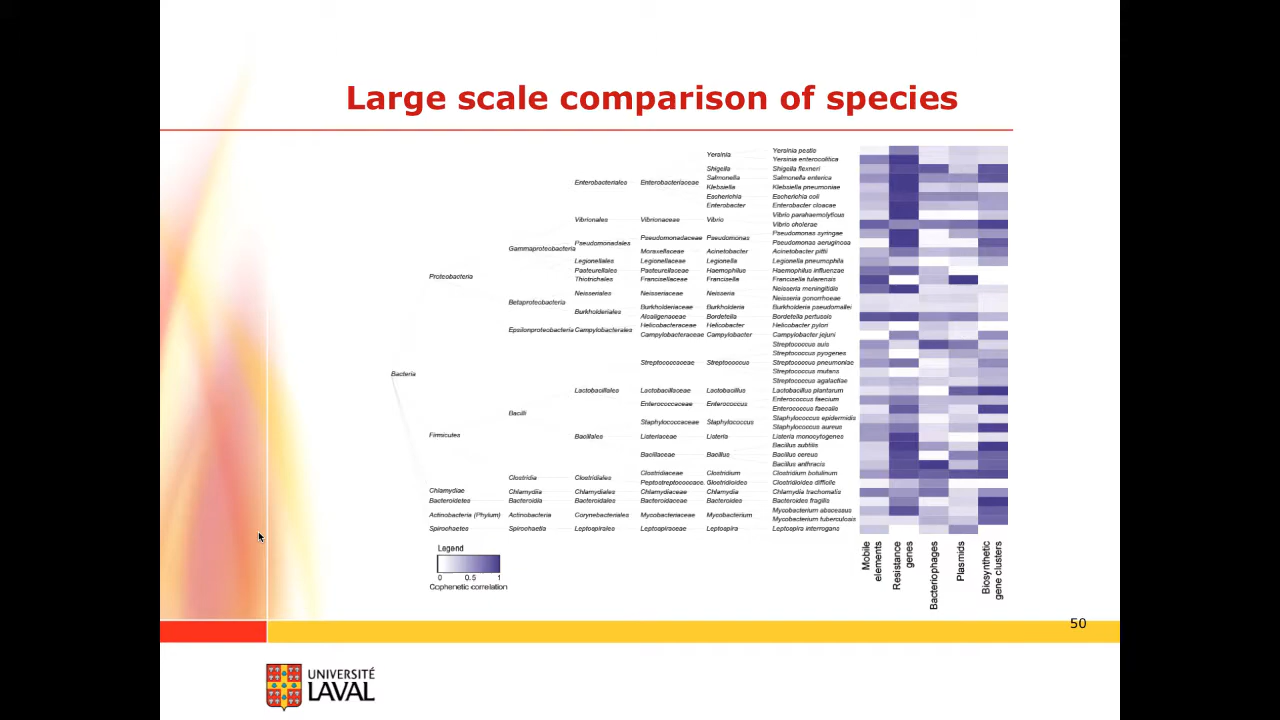 Large scale comparison of species
Yersinia
Yersinia pestis
Yersinia enterocolitica
Enterobacteriales
Enterobacteriaceae
Shigella
Shigella flexneri
Salmonella
Salmonella enterica
Klebsiella
Klebsiella pneumoniae
Escherichia
Escherichia coli
Enterobacter
Enterobacter cloacae
Vibrionales
Vibrionaceae
Vibrio
Vibrio parahaemolyticus
Vibrio cholerae
Gammaproteobacteria
Pseudomonadales
Pseudomonadaceae
Pseudomonas
Pseudomonas syringae
Pseudomonas aeruginosa
Moraxellaceae
Acinetobacter
Acinetobacter pittii
Legionellales
Legionellaceae
Legionella
Legionella pneumophila
Proteobacteria
Pasteurellales
Pasteurellaceae
Haemophilus
Haemophilus influenzae
Thiotrichales
Francisellaceae
Francisella
Francisella tularensis
Betaproteobacteria
Neisseriales
Neisseriaceae
Neisseria
Neisseria meningitidis
Neisseria gonorrhoeae
Burkholderiales
Burkholderiaceae
Burkholderia
Burkholderia pseudomallei
Alcaligenaceae
Bordetella
Bordetella pertussis
Epsilonproteobacteria
Campylobacterales
Helicobacteraceae
Helicobacter
Helicobacter pylori
Campylobacteraceae
Campylobacter
Campylobacter jejuni
Bacteria
Streptococcaceae
Streptococcus
Streptococcus suis
Streptococcus pyogenes
Streptococcus pneumoniae
Streptococcus mutans
Streptococcus agalactiae
Bacilli
Lactobacillales
Lactobacillaceae
Lactobacillus
Lactobacillus plantarum
Enterococcaceae
Enterococcus
Enterococcus faecium
Enterococcus faecalis
Firmicutes
Bacillales
Staphylococcaceae
Staphylococcus
Staphylococcus epidermidis
Staphylococcus aureus
Listeriaceae
Listeria
Listeria monocytogenes
Bacillaceae
Bacillus
Bacillus subtilis
Bacillus cereus
Bacillus anthracis
Clostridia
Clostridiales
Clostridiaceae
Clostridium
Clostridium botulinum
Peptostreptococcace.
Clostridioides
Clostridioides difficile
Chlamydiae
Chlamydiia
Chlamydiales
Chlamydiaceae
Chlamydia
Chlamydia trachomatis
Bacteroidetes
Bacteroidia
Bacteroidales
Bacteroidaceae
Bacteroides
Bacteroides fragilis
Actinobacteria (Phylum)
Actinobacteria
Corynebacteriales
Mycobacteriaceae
Mycobacterium
Mycobacterium abscessus
Mycobacterium tuberculosis
Spirochaetes
Spirochaetia
Leptospirales
Leptospiraceae
Leptospira
Leptospira interrogans
Mobile
elements
Resistance
genes
Bacteriophages
Plasmids
Biosynthetic
gene clusters
Legend
0 0.5 1
Cophenetic correlation
50
UNIVERSITÉ
LAVAL